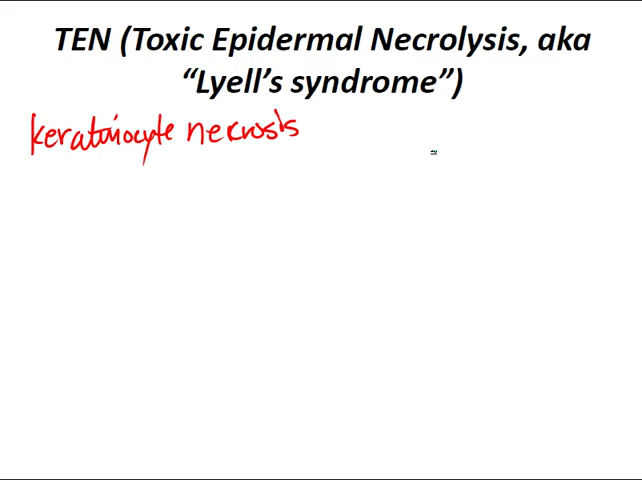 TEN (Toxic Epidermal Necrolysis, aka
“Lyell’s syndrome”)
keratinocyte necrosis